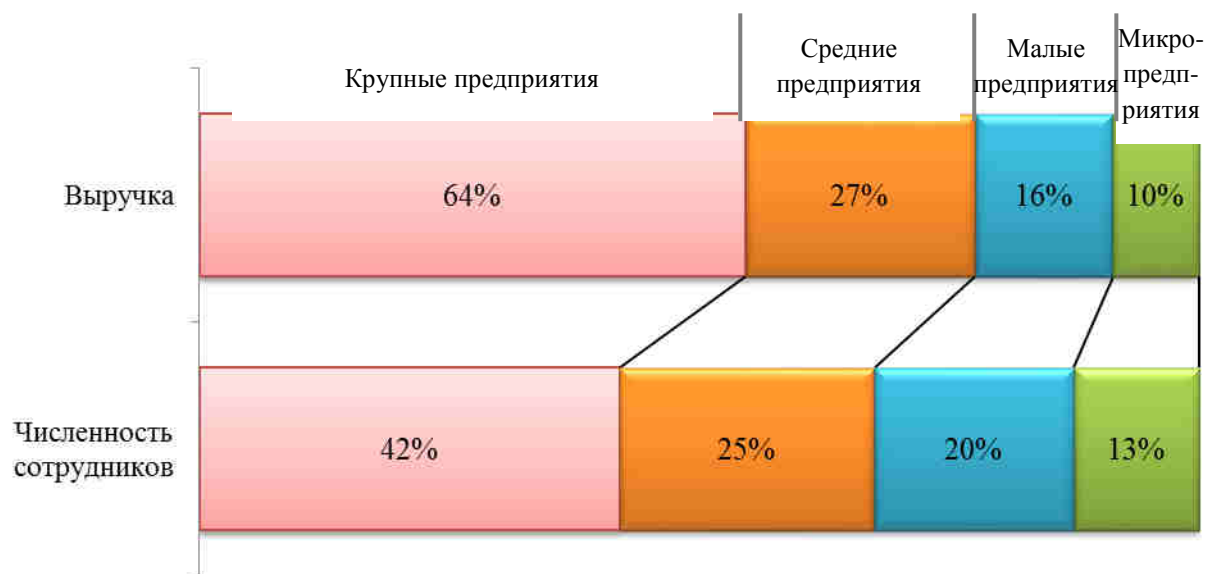 Крупные предприятия
Средние
предприятия
Малые
предприятия
Микро-
предп-
риятия
Выручка
64%
27%
16%
10%
Численность
сотрудников
42%
25%
20%
13%